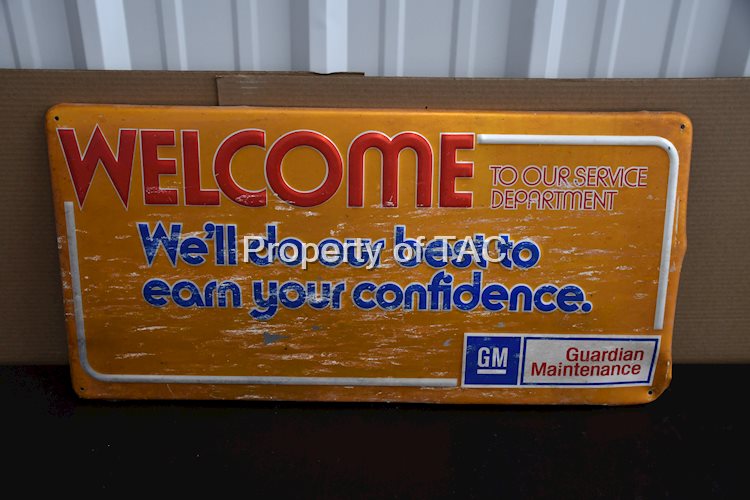 WELCOME
TO OUR SERVICE
DEPARTMENT
We'll do our best to
Property of TAC
earn your confidence.
GM
Guardian
Maintenance